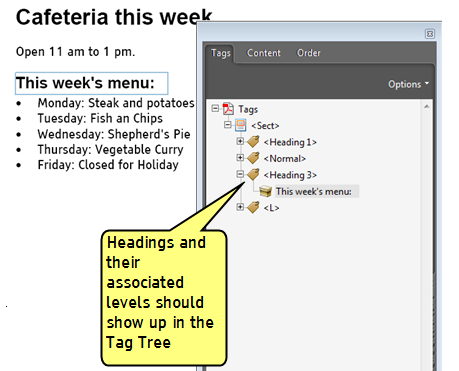 Cafeteria this week
Open 11 am to 1 pm.
This week's menu:
• Monday: Steak and potatoes
• Tuesday: Fish an Chips
• Wednesday: Shepherd's Pie
• Thursday: Vegetable Curry
• Friday: Closed for Holiday
Tags Content Order
Options
Tags
<Sect>
<Heading 1>
<Normal>
<Heading 3>
This week's menu:
<L>
Headings and
their
associated
levels should
show up in the
Tag Tree